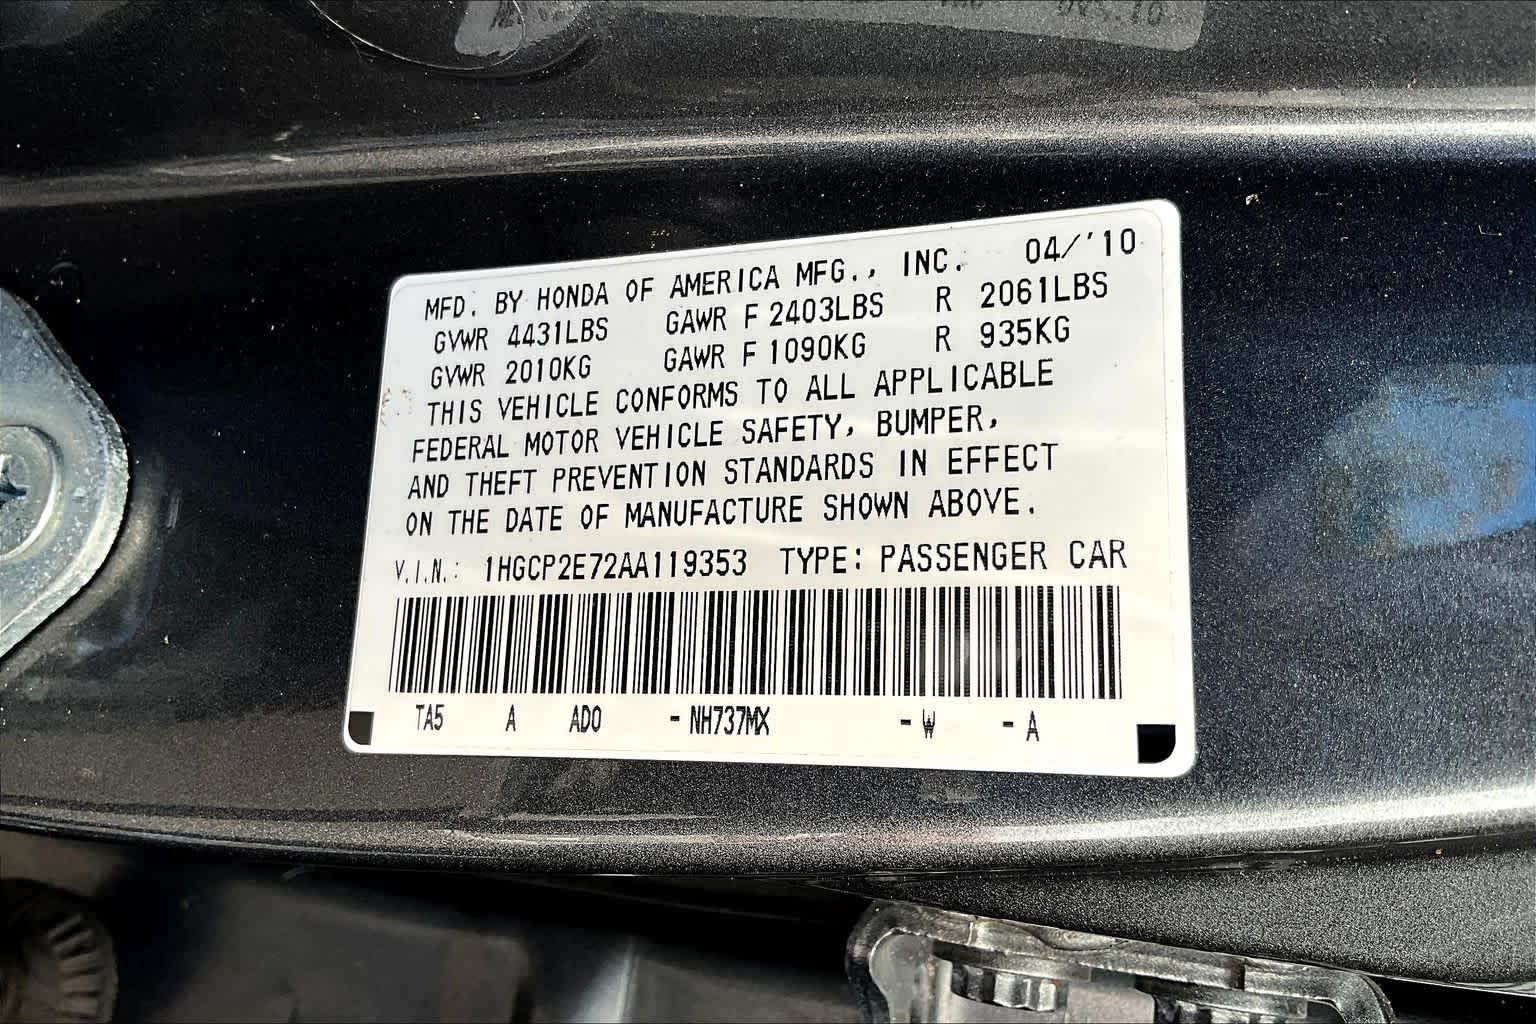 MFD. BY HONDA OF AMERICA MFG., INC. 04/'10
GVWR 4431LBS GAWR F 2403LBS R 2061LBS
GVWR 2010KG GAWR F 1090KG R 935KG
THIS VEHICLE CONFORMS TO ALL APPLICABLE
FEDERAL MOTOR VEHICLE SAFETY, BUMPER,
AND THEFT PREVENTION STANDARDS IN EFFECT
ON THE DATE OF MANUFACTURE SHOWN ABOVE.
V.I.N.: 1HGCP2E72AA119353 TYPE: PASSENGER CAR
TA5 A AD0 -NH737MX -W -A